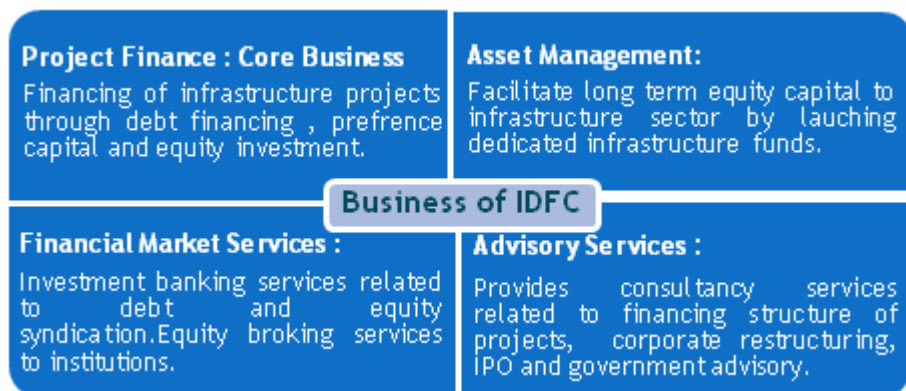 Project Finance : Core Business
Financing of infrastructure projects
through debt financing , prefrence
capital and equity investment.
Asset Management:
Facilitate long term equity capital to
infrastructure sector by lauching
dedicated infrastructure funds.
Business of IDFC
Financial Market Services :
Investment banking services related
to debt and equity
syndication.Equity broking services
to institutions.
Advisory Services :
Provides consultancy services
related to financing structure of
projects, corporate restructuring,
IPO and government advisory.